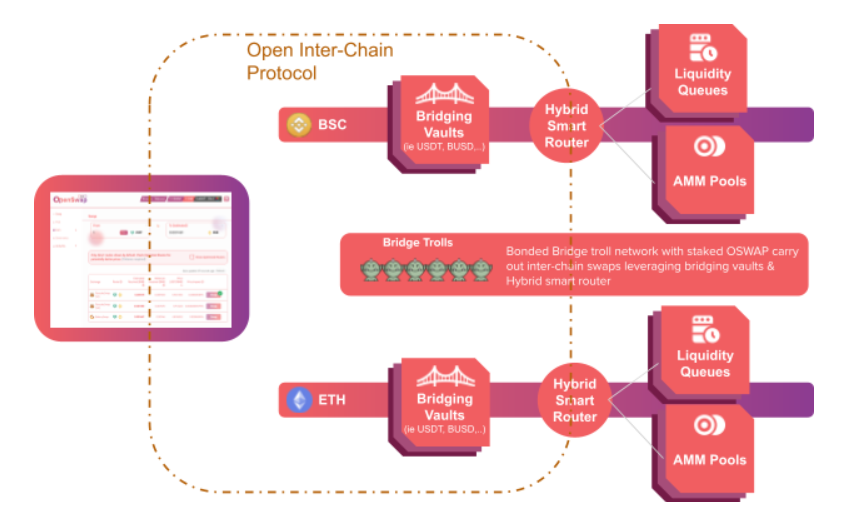 Open Inter-Chain
Protocol
BSC
Bridging
Vaults
(ie USDT, BUSD,..)
Hybrid
Smart
Router
Liquidity
Queues
AMM Pools
OpenSwap
Bridge Trolls
Bonded Bridge troll network with staked OSWAP carry
out inter-chain swaps leveraging bridging vaults &
Hybrid smart router
ETH
Bridging
Vaults
(ie USDT, BUSD,..)
Hybrid
Smart
Router
Liquidity
Queues
AMM Pools